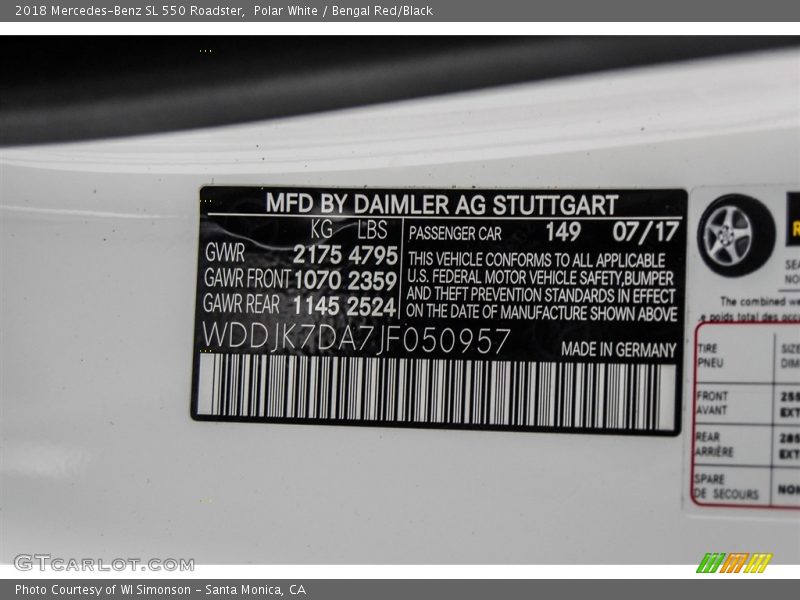 2018 Mercedes-Benz SL 550 Roadster,  Polar White / Bengal Red/Black
MFD BY DAIMLER AG STUTTGART
KG LBS
GVWR 2175 4795
GAWR FRONT 1070 2359
GAWR REAR 1145 2524
PASSENGER CAR 149 07/17
THIS VEHICLE CONFORMS TO ALL APPLICABLE
U.S. FEDERAL MOTOR VEHICLE SAFETY,BUMPER
AND THEFT PREVENTION STANDARDS IN EFFECT
ON THE DATE OF MANUFACTURE SHOWN ABOVE
WDDJK7DA7JF050957
MADE IN GERMANY
The combined
poids total des
TIRE
PNEU
FRONT
AVANT
REAR
ARRIÈRE
SPARE
DE SECOURS
GTCARLOT.COM
Photo Courtesy of WI Simonson - Santa Monica, CA